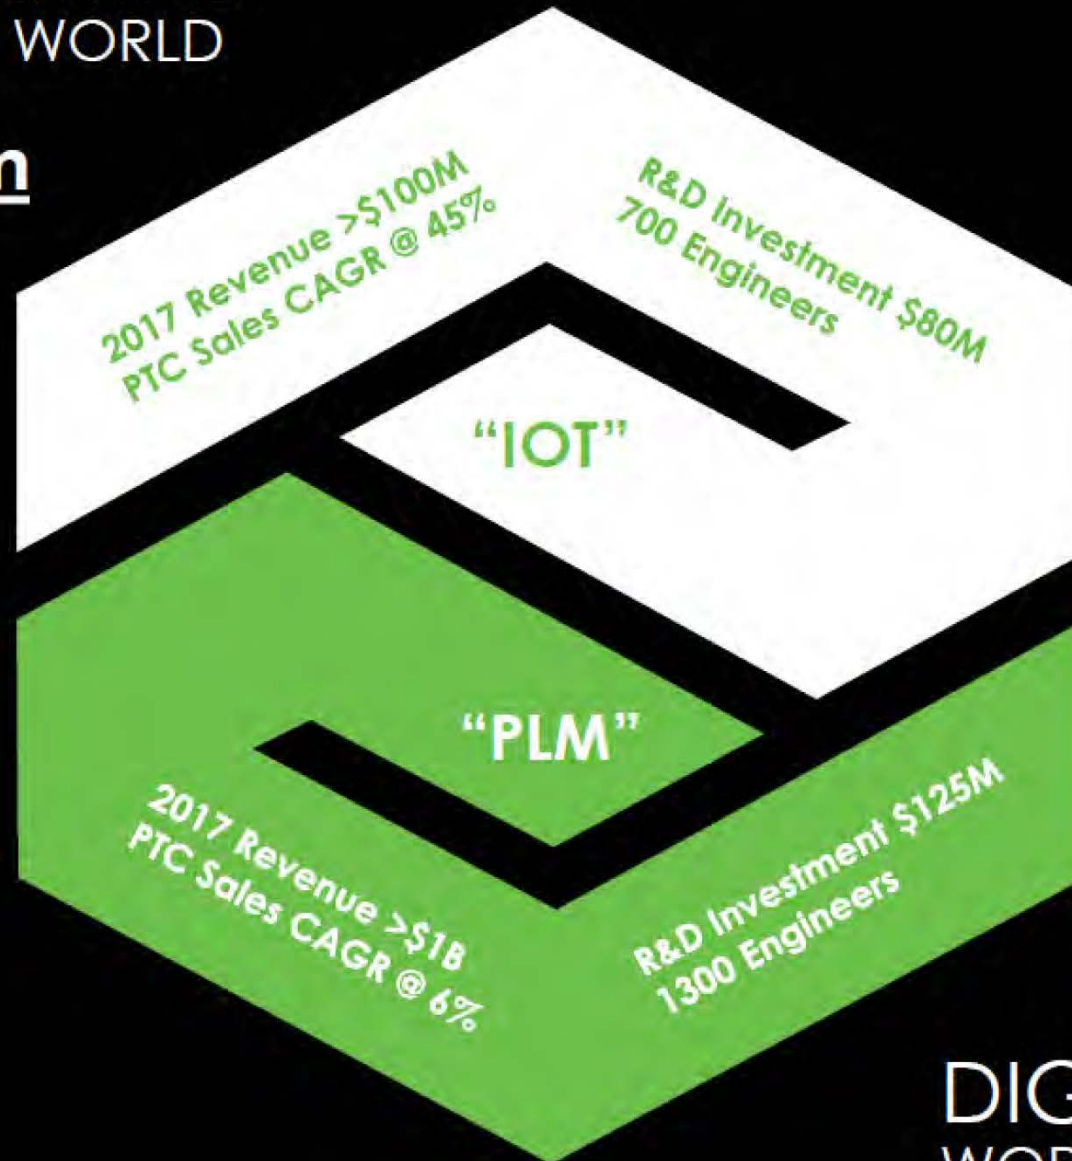 WORLD
2017 Revenue >$100M
PTC Sales CAGR @ 45%
R&D Investment $80M
700 Engineers
“IOT”
“PLM”
2017 Revenue >$1B
PTC Sales CAGR @ 6%
R&D Investment $125M
1300 Engineers